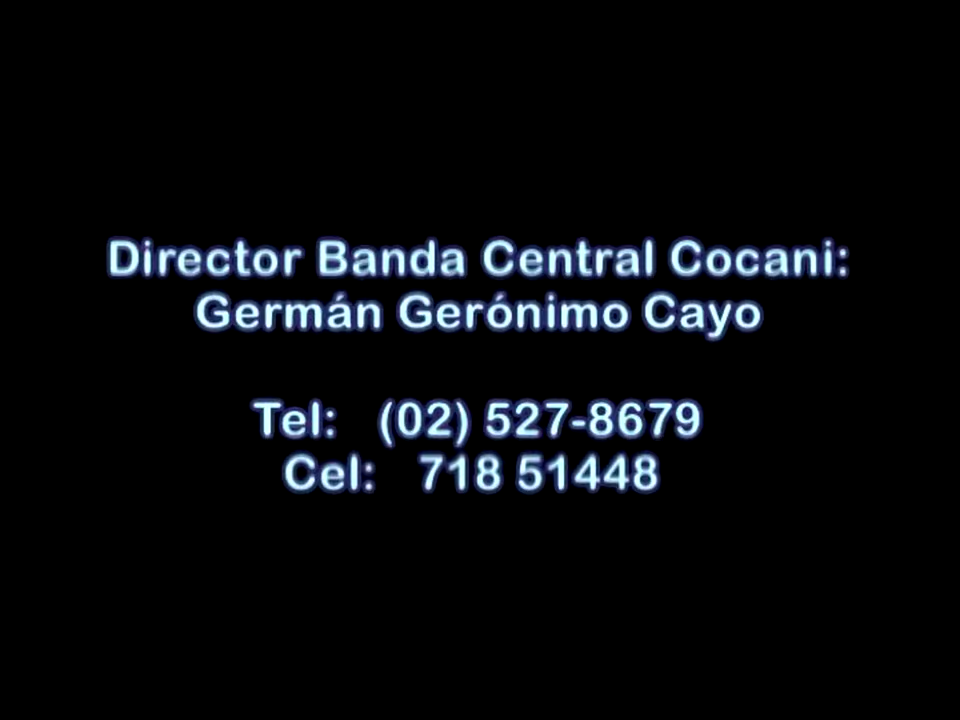 Director Banda Central Cocani:
Germán Gerónimo Cayo
Tel: (02) 527-8679
Cel: 718 51448